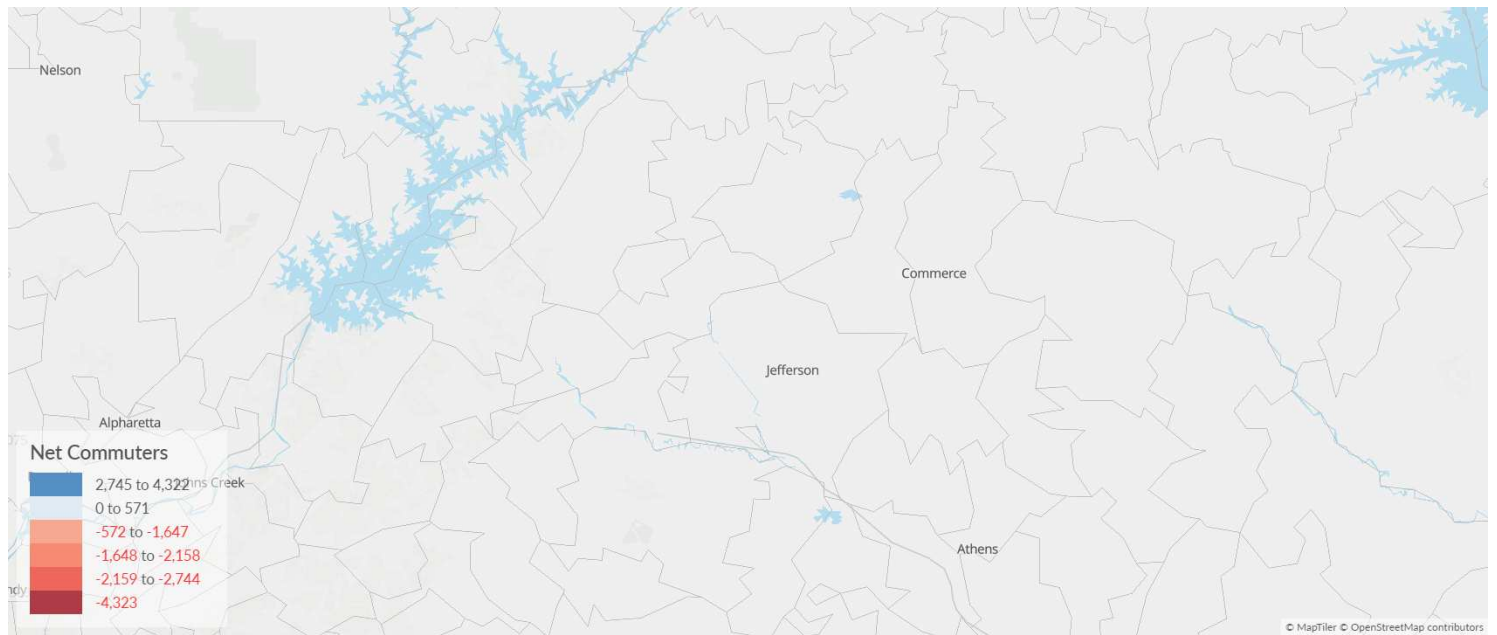 Nelson
Commerce
Jefferson
Alpharetta
Net Commuters
2,745 to 4,322
Creek
0 to 571
-572 to -1,647
-1,648 to -2,158
-2,159 to -2,744
-4,323
Athens
© MapTiler © OpenStreetMap contributors